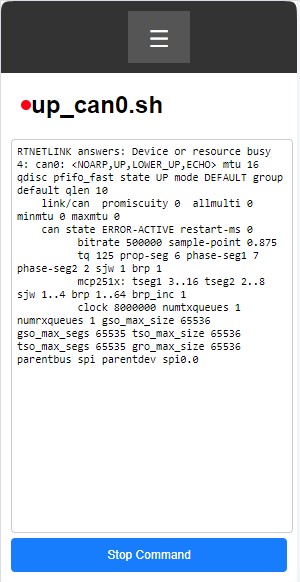 up_can0.sh
RTNETLINK answers: Device or resource busy
4: can0: <NOARP,UP,LOWER_UP,ECHO> mtu 16
qdisc pfifo_fast state UP mode DEFAULT group
default qlen 10
    link/can  promiscuity 0  allmulti 0
minmtu 0 maxmtu 0
    can state ERROR-ACTIVE restart-ms 0
          bitrate 500000 sample-point 0.875
          tq 125 prop-seg 6 phase-seg1 7
phase-seg2 2 sjw 1 brp 1
          mcp251x: tseg1 3..16 tseg2 2..8
sjw 1..4 brp 1..64 brp_inc 1
          clock 8000000 numtxqueues 1
numrxqueues 1 gso_max_size 65536
gso_max_segs 65535 tso_max_size 65536
tso_max_segs 65535 gro_max_size 65536
parentbus spi parentdev spi0.0
Stop Command